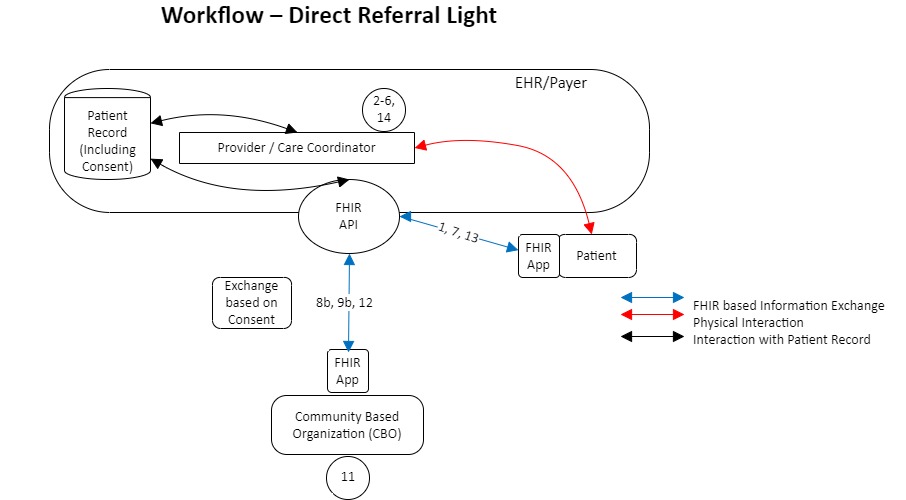 Workflow – Direct Referral Light
EHR/Payer
2-6,
14
Patient
Record
(Including
Consent)
Provider / Care Coordinator
FHIR
API
1, 7, 13
FHIR
App
Patient
Exchange
based on
Consent
8b, 9b, 12
FHIR based Information Exchange
Physical Interaction
Interaction with Patient Record
FHIR
App
Community Based
Organization (CBO)
11